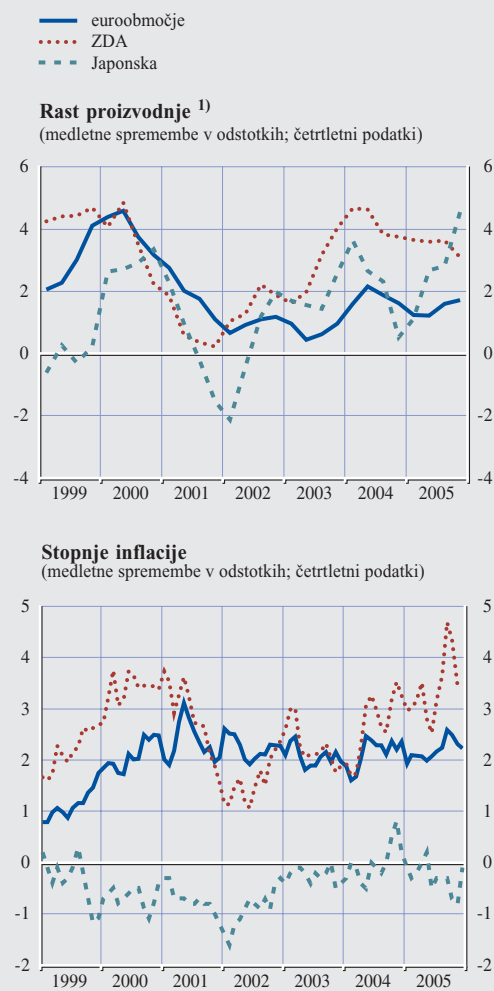 euroobmočje
ZDA
Japonska
Rast proizvodnje 1)
(medletne spremembe v odstotkih; četrtletni podatki)
6 6
4 4
2 2
0 0
-2 -2
-4 -4
1999 2000 2001 2002 2003 2004 2005
Stopnje inflacije
(medletne spremembe v odstotkih; četrtletni podatki)
5 5
4 4
3 3
2 2
1 1
0 0
-1 -1
-2 -2
1999 2000 2001 2002 2003 2004 2005